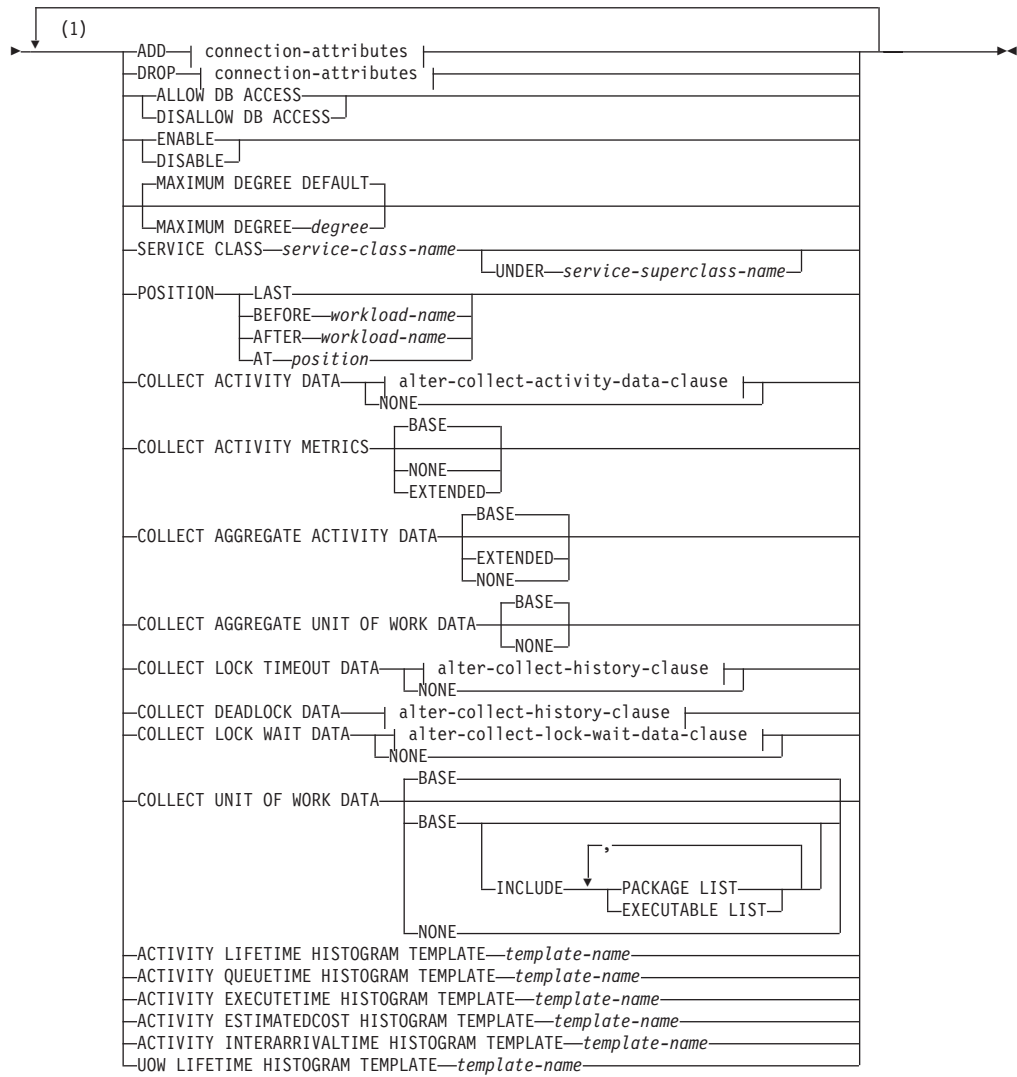 (1)
ADD connection-attributes
DROP connection-attributes
ALLOW DB ACCESS
DISALLOW DB ACCESS
ENABLE
DISABLE
MAXIMUM DEGREE DEFAULT
MAXIMUM DEGREE degree
SERVICE CLASS service-class-name
UNDER service-superclass-name
POSITION LAST
BEFORE workload-name
AFTER workload-name
AT position
COLLECT ACTIVITY DATA alter-collect-activity-data-clause
NONE
BASE
COLLECT ACTIVITY METRICS
NONE
EXTENDED
BASE
COLLECT AGGREGATE ACTIVITY DATA
EXTENDED
NONE
BASE
COLLECT AGGREGATE UNIT OF WORK DATA
NONE
COLLECT LOCK TIMEOUT DATA alter-collect-history-clause
NONE
COLLECT DEADLOCK DATA alter-collect-history-clause
COLLECT LOCK WAIT DATA alter-collect-lock-wait-data-clause
NONE
BASE
COLLECT UNIT OF WORK DATA
BASE
,
INCLUDE PACKAGE LIST
EXECUTABLE LIST
NONE
ACTIVITY LIFETIME HISTOGRAM TEMPLATE template-name
ACTIVITY QUEUETIME HISTOGRAM TEMPLATE template-name
ACTIVITY EXECUTETIME HISTOGRAM TEMPLATE template-name
ACTIVITY ESTIMATEDCOST HISTOGRAM TEMPLATE template-name
ACTIVITY INTERARRIVALTIME HISTOGRAM TEMPLATE template-name
UOW LIFETIME HISTOGRAM TEMPLATE template-name